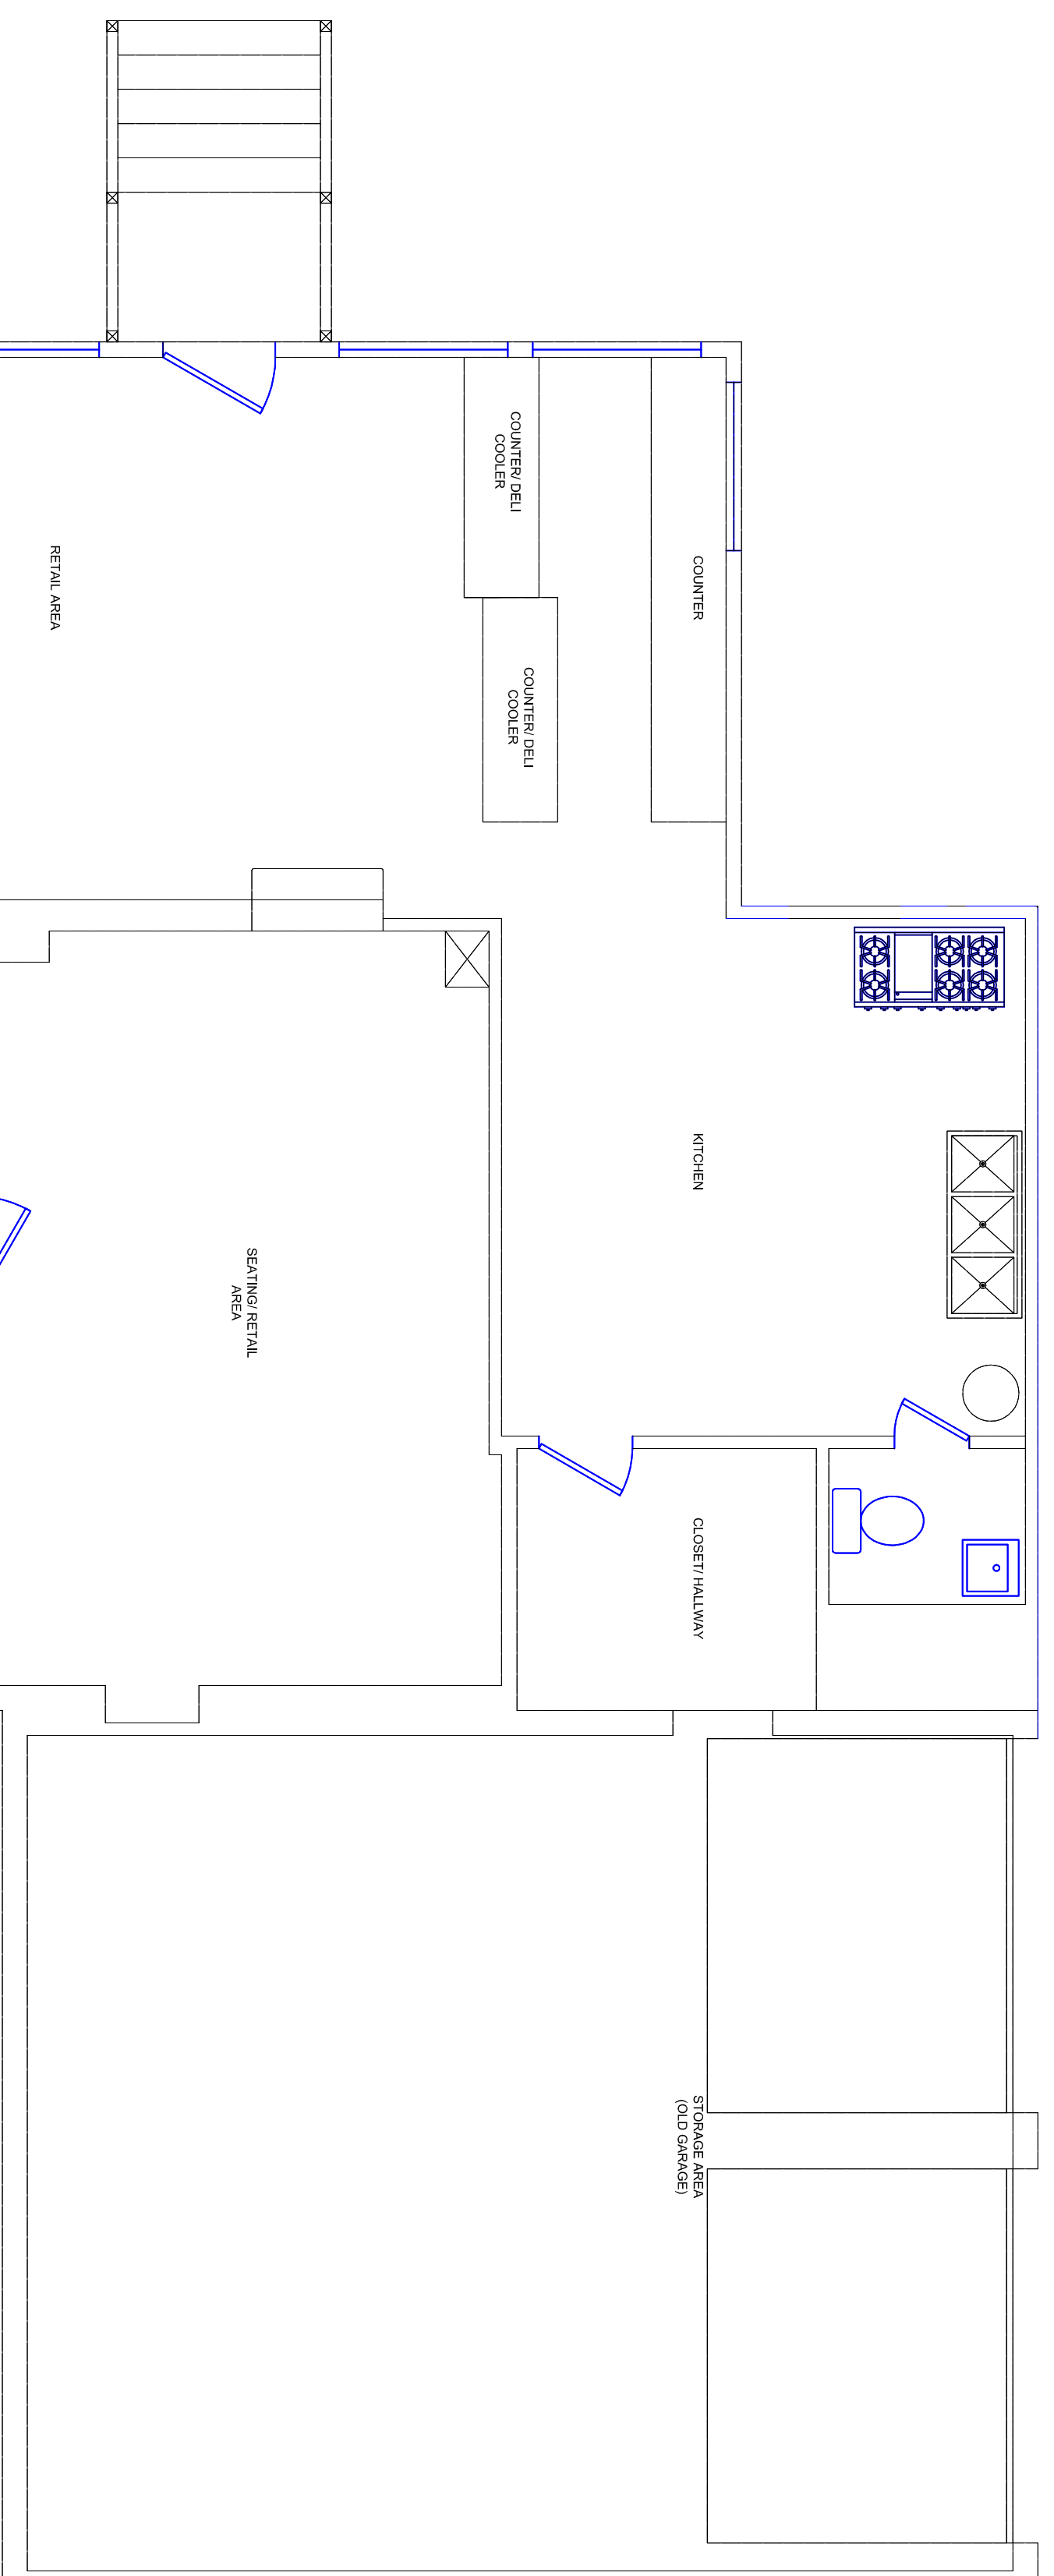 COUNTER/ DELI
COOLER
RETAIL AREA
COUNTER
COUNTER/ DELI
COOLER
KITCHEN
SEATING/ RETAIL
AREA
CLOSET/ HALLWAY
STORAGE AREA
(OLD GARAGE)